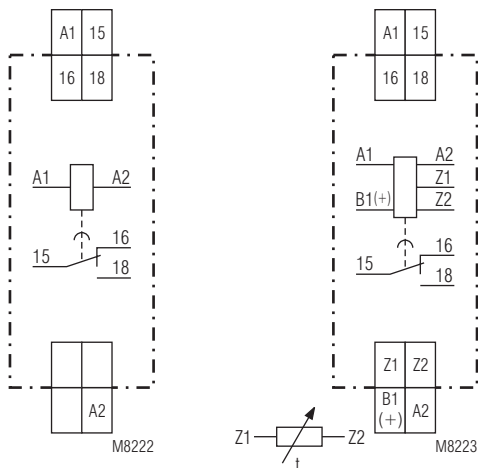 A1 15
16 18
A1 A2
15 16
18
A2
M8222
A1 15
16 18
A1 A2
Z1
B1(+) Z2
15 16
18
Z1 Z2
B1 (+) A2
Z1 Z2
t
M8223